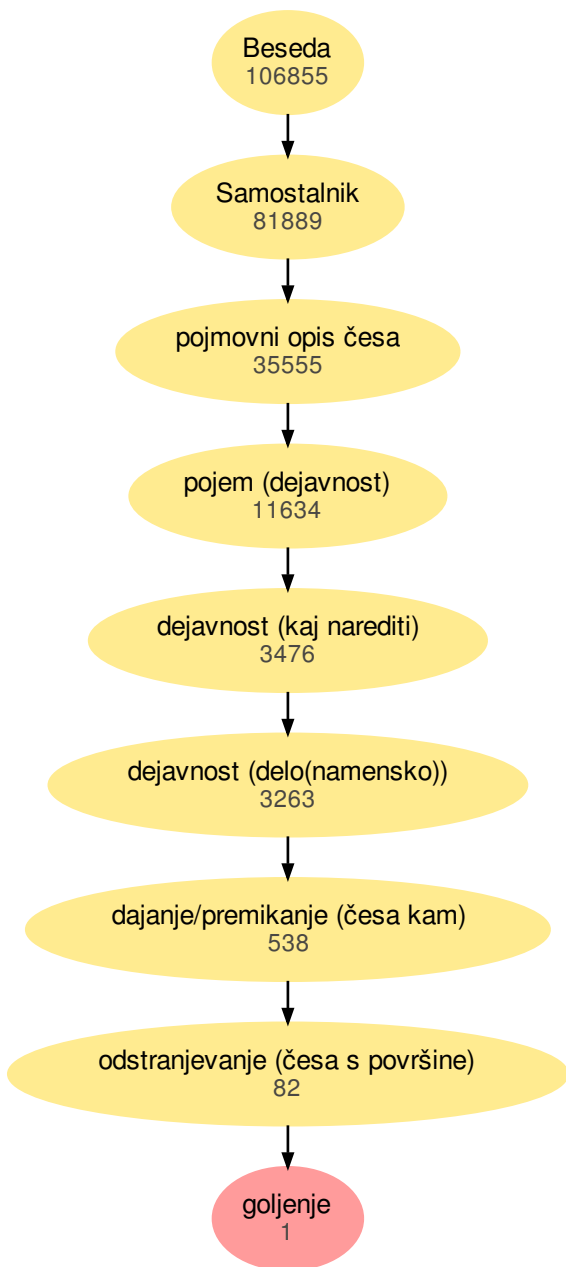 Beseda
106855
Samostalnik
81889
pojmovni opis česa
35555
pojem (dejavnost)
11634
dejavnost (kaj narediti)
3476
dejavnost (delo(namensko))
3263
dajanje/premikanje (česa kam)
538
odstranjevanje (česa s površine)
82
goljenje
1